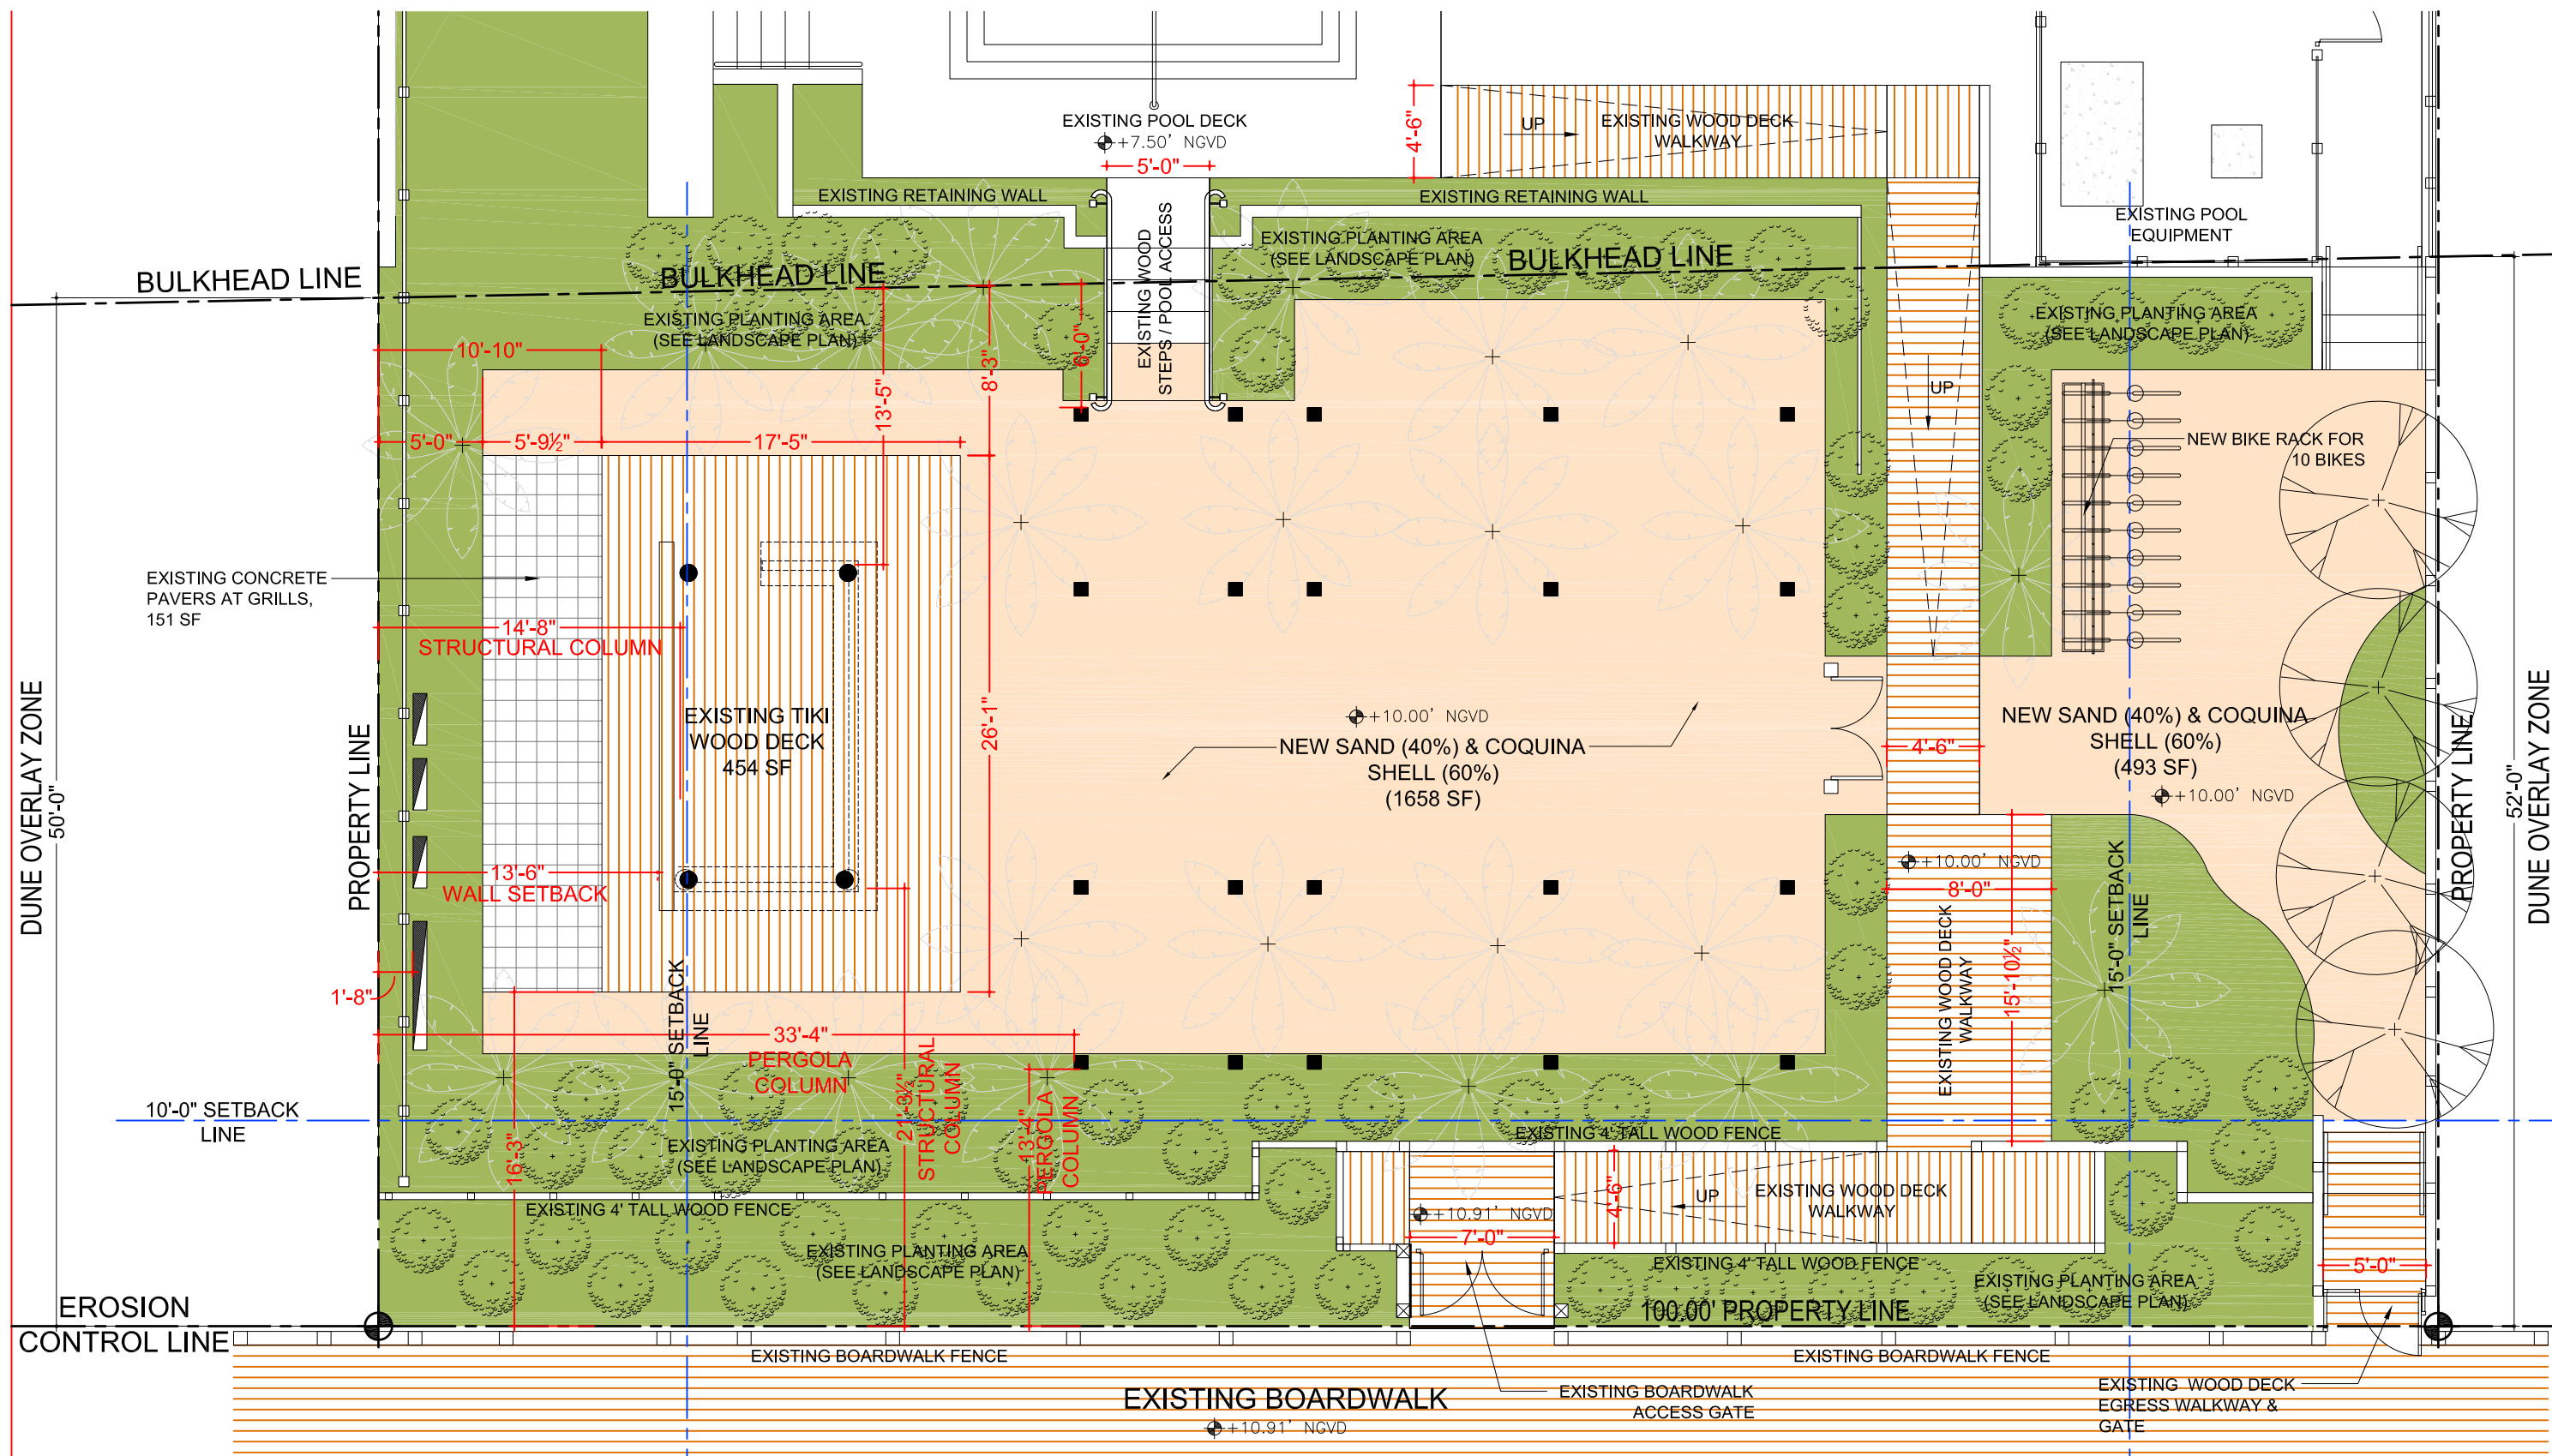 EXISTING POOL DECK
+7.50' NGVD
5'-0"
4'-6"
UP
EXISTING WOOD DECK
WALKWAY
EXISTING RETAINING WALL
EXISTING RETAINING WALL
EXISTING WOOD
STEPS / POOL ACCESS
EXISTING POOL
EQUIPMENT
EXISTING PLANTING AREA
(SEE LANDSCAPE PLAN)
BULKHEAD LINE
BULKHEAD LINE
BULKHEAD LINE
EXISTING PLANTING AREA
(SEE LANDSCAPE PLAN)
EXISTING PLANTING AREA
(SEE LANDSCAPE PLAN)
10'-10"
13'-5"
8'-3"
6'-0"
UP
5'-0"
5'-9½"
17'-5"
NEW BIKE RACK FOR
10 BIKES
EXISTING CONCRETE
PAVERS AT GRILLS,
151 SF
14'-8"
STRUCTURAL COLUMN
EXISTING TIKI
WOOD DECK
454 SF
26'-1"
+10.00' NGVD
NEW SAND (40%) & COQUINA
SHELL (60%)
(1658 SF)
4'-6"
NEW SAND (40%) & COQUINA
SHELL (60%)
(493 SF)
+10.00' NGVD
DUNE OVERLAY ZONE
50'-0"
PROPERTY LINE
PROPERTY LINE
52'-0"
DUNE OVERLAY ZONE
13'-6"
WALL SETBACK
+10.00' NGVD
8'-0"
EXISTING WOOD DECK
WALKWAY
15'-10½"
15'-0" SETBACK
LINE
1'-8"
15'-0" SETBACK
LINE
33'-4"
PERGOLA
COLUMN
21'-3½"
STRUCTURAL
COLUMN
13'-4"
PERGOLA
COLUMN
16'-3"
10'-0" SETBACK
LINE
EXISTING PLANTING AREA
(SEE LANDSCAPE PLAN)
EXISTING 4' TALL WOOD FENCE
EXISTING 4' TALL WOOD FENCE
4'-6"
UP
EXISTING WOOD DECK
WALKWAY
+10.91' NGVD
7'-0"
EXISTING PLANTING AREA
(SEE LANDSCAPE PLAN)
EXISTING 4' TALL WOOD FENCE
EXISTING PLANTING AREA
(SEE LANDSCAPE PLAN)
5'-0"
100.00' PROPERTY LINE
EROSION
CONTROL LINE
EXISTING BOARDWALK FENCE
EXISTING BOARDWALK FENCE
EXISTING BOARDWALK
+10.91' NGVD
EXISTING BOARDWALK
ACCESS GATE
EXISTING WOOD DECK
EGRESS WALKWAY &
GATE